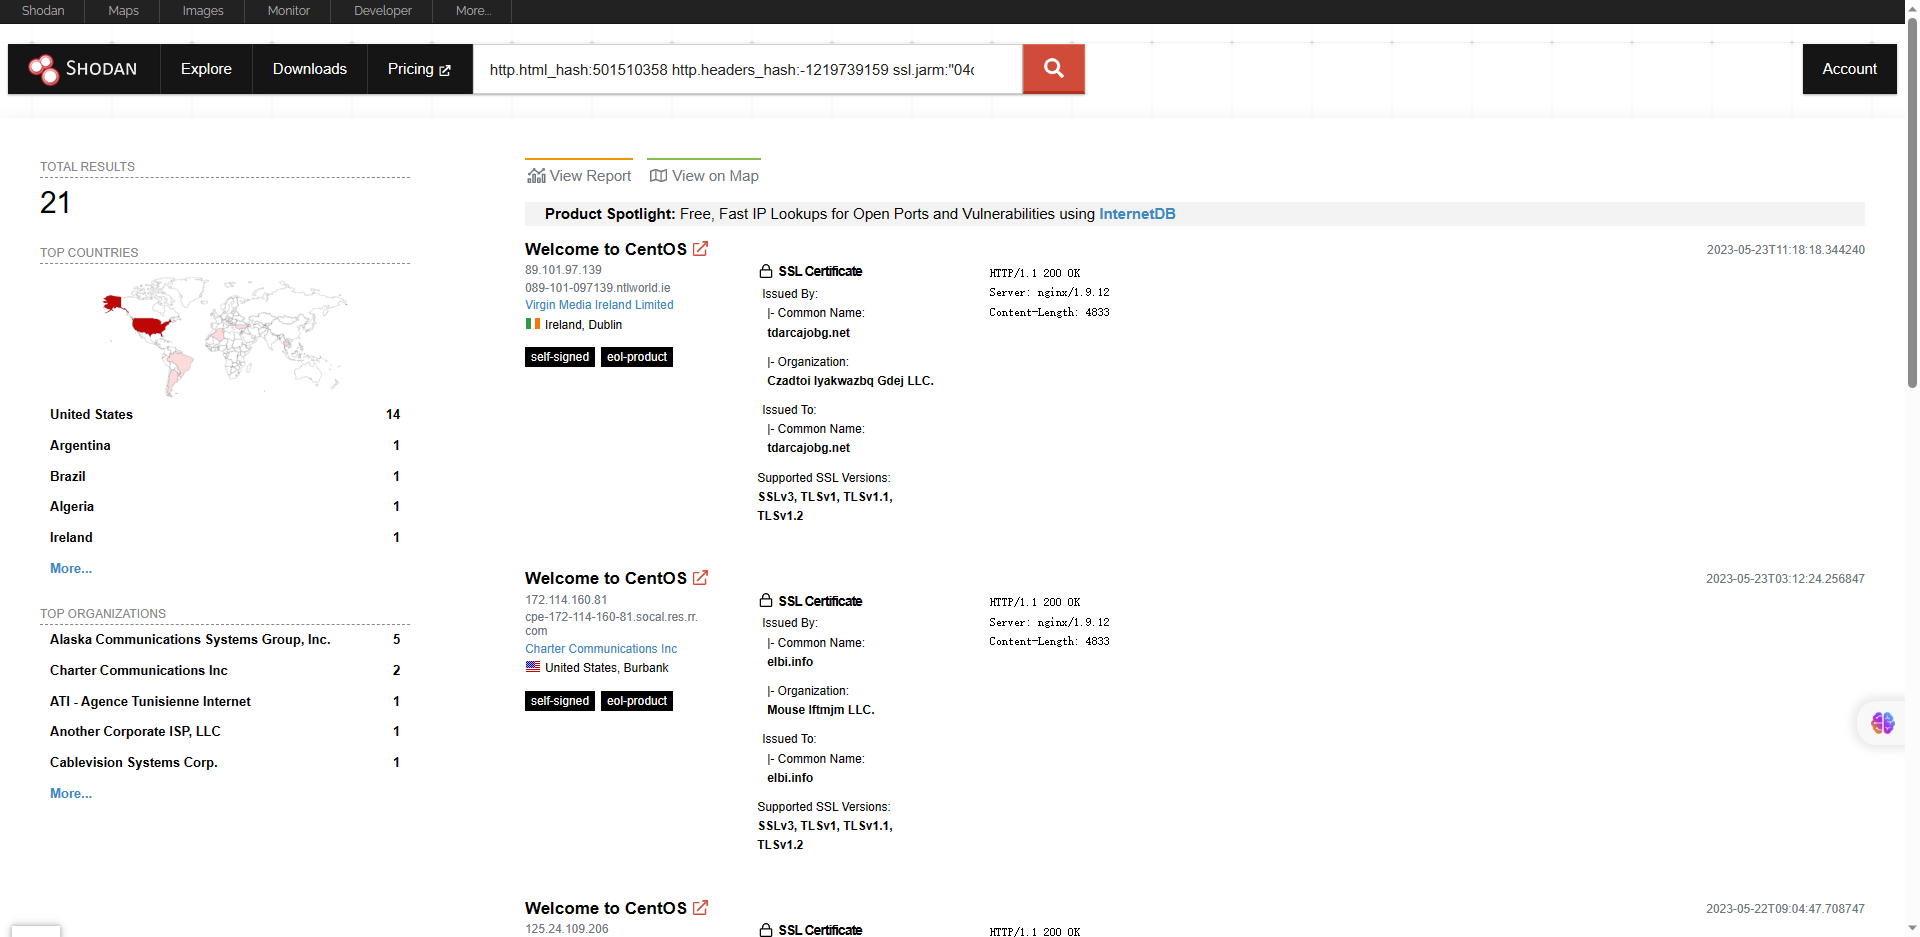 Shodan Maps Images Monitor Developer More...
SHODAN Explore Downloads Pricing http.html_hash:501510358 http.headers_hash:-1219739159 ssl.jarm:"04 Account
TOTAL RESULTS
21
TOP COUNTRIES
United States 14
Argentina 1
Brazil 1
Algeria 1
Ireland 1
More...
TOP ORGANIZATIONS
Alaska Communications Systems Group, Inc. 5
Charter Communications Inc 2
ATI - Agence Tunisienne Internet 1
Another Corporate ISP, LLC 1
Cablevision Systems Corp. 1
More...
View Report View on Map
Product Spotlight: Free, Fast IP Lookups for Open Ports and Vulnerabilities using InternetDB
Welcome to CentOS
2023-05-23T11:18:18.344240
89.101.97.139
089-101-097139.ntlworld.ie
Virgin Media Ireland Limited
Ireland, Dublin
self-signed eol-product
SSL Certificate
Issued By:
|- Common Name:
tdarcajobg.net
|- Organization:
Czadtoi Iyakwazbq Gdej LLC.
Issued To:
|- Common Name:
tdarcajobg.net
Supported SSL Versions:
SSLv3, TLSv1, TLSv1.1,
TLSv1.2
HTTP/1.1 200 OK
Server: nginx/1.9.12
Content-Length: 4833
Welcome to CentOS
2023-05-23T03:12:24.256847
172.114.160.81
cpe-172-114-160-81.socal.res.rr.
com
Charter Communications Inc
United States, Burbank
self-signed eol-product
SSL Certificate
Issued By:
|- Common Name:
elbi.info
|- Organization:
Mouse Iftmjm LLC.
Issued To:
|- Common Name:
elbi.info
Supported SSL Versions:
SSLv3, TLSv1, TLSv1.1,
TLSv1.2
HTTP/1.1 200 OK
Server: nginx/1.9.12
Content-Length: 4833
Welcome to CentOS
2023-05-22T09:04:47.708747
125.24.109.206
SSL Certificate
HTTP/1.1 200 OK